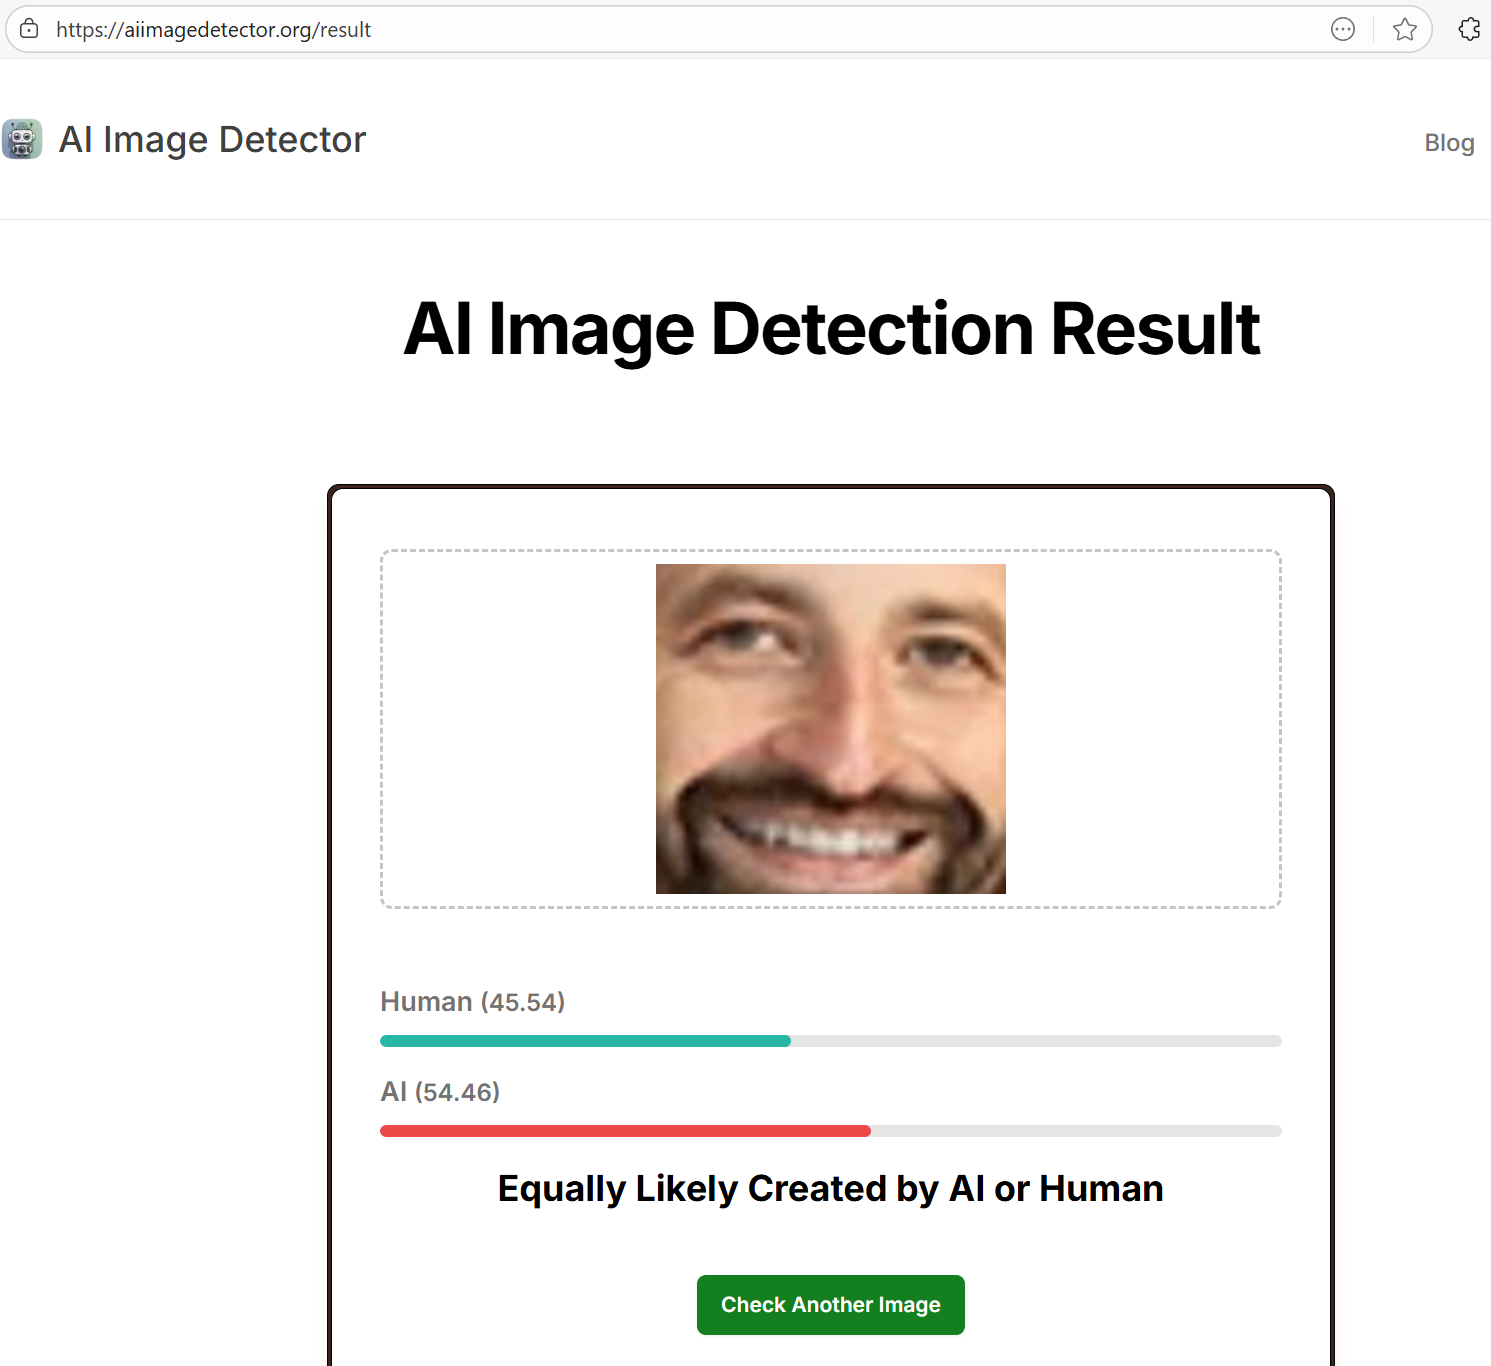 https://aiimagedetector.org/result
AI Image Detector
Blog
AI Image Detection Result
Human (45.54)
AI (54.46)
Equally Likely Created by AI or Human
Check Another Image